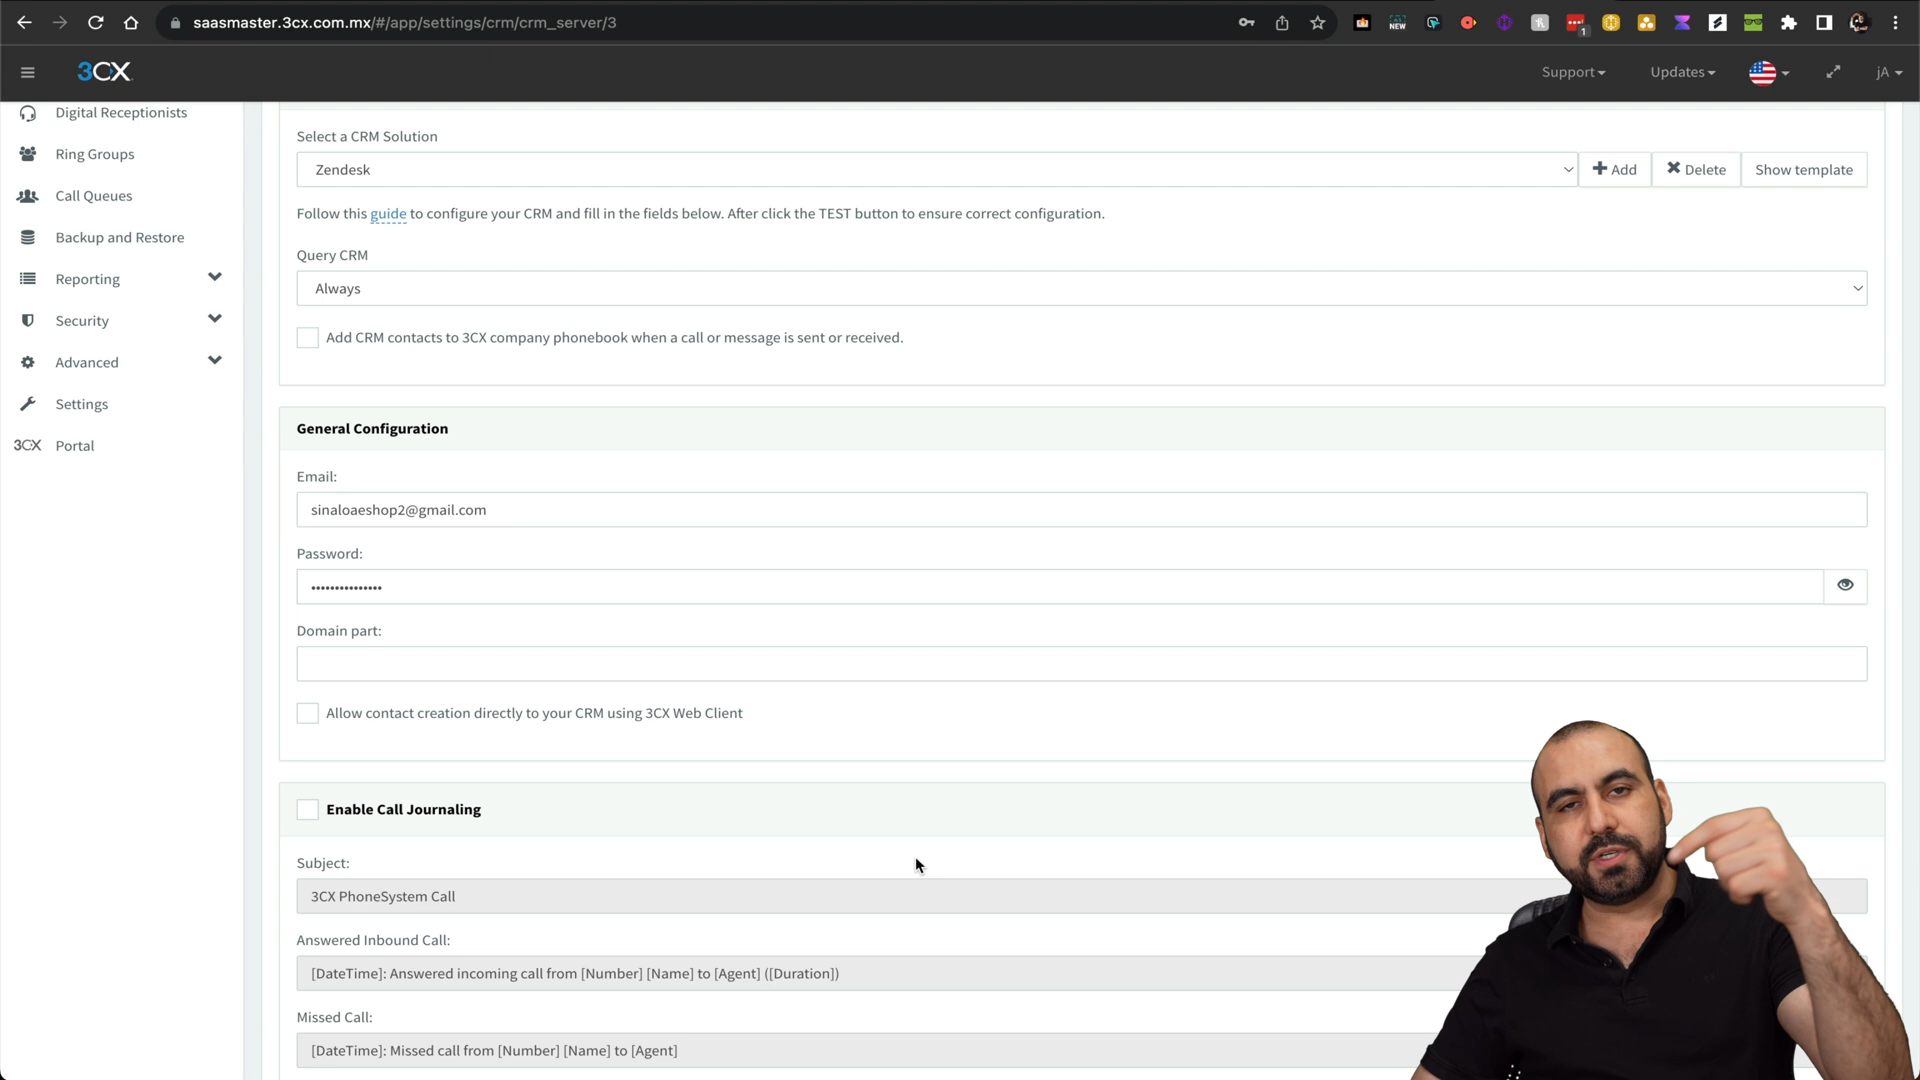 saasmaster.3cx.com.mx/#/app/settings/crm/crm_server/3
NEW
1
3CX
Support
Updates
jA
Digital Receptionists
Ring Groups
Call Queues
Backup and Restore
Reporting
Security
Advanced
Settings
3CX Portal
Select a CRM Solution
Zendesk
Add
Delete
Show template
Follow this guide to configure your CRM and fill in the fields below. After click the TEST button to ensure correct configuration.
Query CRM
Always
Add CRM contacts to 3CX company phonebook when a call or message is sent or received.
General Configuration
Email:
sinaloaeshop2@gmail.com
Password:
•••••••••••••••
Domain part:
Allow contact creation directly to your CRM using 3CX Web Client
Enable Call Journaling
Subject:
3CX PhoneSystem Call
Answered Inbound Call:
[DateTime]: Answered incoming call from [Number] [Name] to [Agent] ([Duration])
Missed Call:
[DateTime]: Missed call from [Number] [Name] to [Agent]